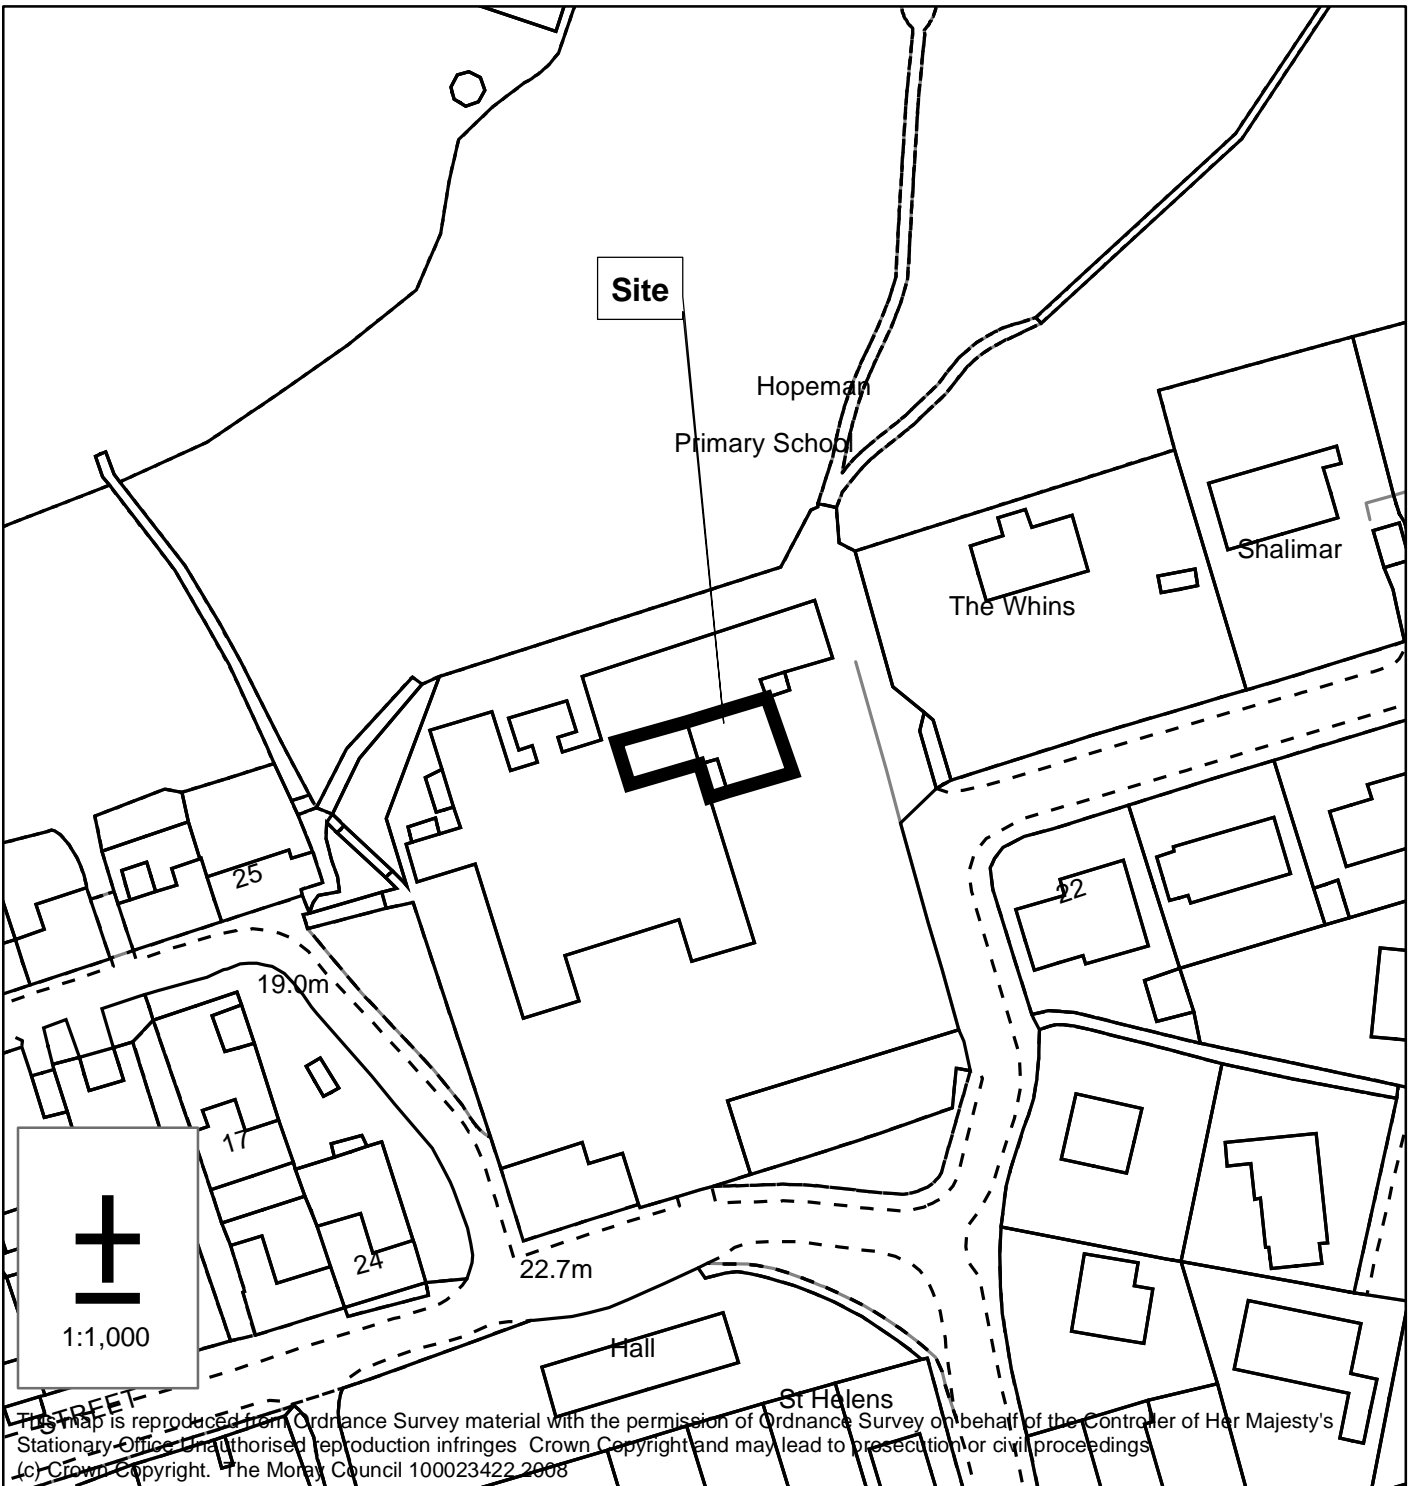 Site
Hopeman
Primary School
Shalimar
The Whins
25
22
19.0m
17
24
22.7m
1:1,000
Hall
St Helens
STREET
This map is reproduced from Ordnance Survey material with the permission of Ordnance Survey on behalf of the Controller of Her Majesty's
Stationary Office Unauthorised reproduction infringes Crown Copyright and may lead to prosecution or civil proceedings
(c) Crown Copyright. The Moray Council 100023422 2008